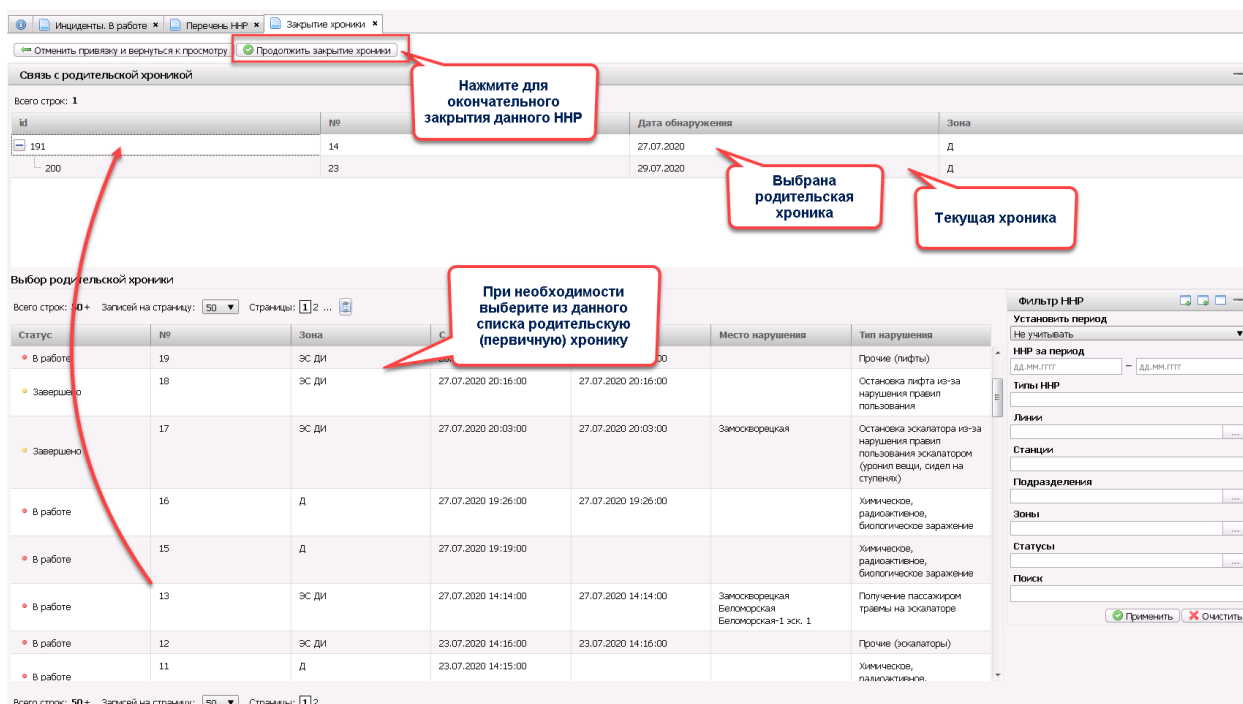 Инциденты. В работе × Перечень ННР × Закрытие хроники ×
Отменить привязку и вернуться к просмотру Продолжить закрытие хроники
Связь с родительской хроникой
Нажмите для
окончательного
закрытия данного ННР
Всего строк: 1
id № Дата обнаружения Зона
191 14 27.07.2020 Д
200 23 29.07.2020 Д
Выбрана
родительская
хроника
Текущая хроника
Выбор родительской хроники
При необходимости
выберите из данного
списка родительскую
(первичную) хронику
Всего строк: 50+ Записей на страницу: 50 Страницы: 1 2 ...
Статус № Зона С Место нарушения Тип нарушения
В работе 19 ЭС ДИ Прочие (лифты)
Завершено 18 ЭС ДИ 27.07.2020 20:16:00 27.07.2020 20:16:00 Остановка лифта из-за
нарушения правил
пользования
Завершено 17 ЭС ДИ 27.07.2020 20:03:00 27.07.2020 20:03:00 Замоскворецкая Остановка эскалатора из-за
нарушения правил
пользования эскалатором
(уронил вещи, сидел на
ступенях)
В работе 16 Д 27.07.2020 19:26:00 27.07.2020 19:26:00 Химическое,
радиоактивное,
биологическое заражение
В работе 15 Д 27.07.2020 19:19:00 Химическое,
радиоактивное,
биологическое заражение
В работе 13 ЭС ДИ 27.07.2020 14:14:00 27.07.2020 14:14:00 Замоскворецкая Получение пассажиром
Беломорская травмы на эскалаторе
Беломорская-1 эск. 1
В работе 12 ЭС ДИ 23.07.2020 14:16:00 23.07.2020 14:16:00 Прочие (эскалаторы)
В работе 11 Д 23.07.2020 14:15:00 Химическое,
радиоактивное,
Всего строк: 50+ Записей на страницу: 50 Страницы: 1 2
Фильтр ННР
Установить период
Не учитывать
ННР за период
дд.мм.гггг – дд.мм.гггг
Типы ННР
Линии
...
Станции
Подразделения
...
Зоны
...
Статусы
...
Поиск
Применить Очистить